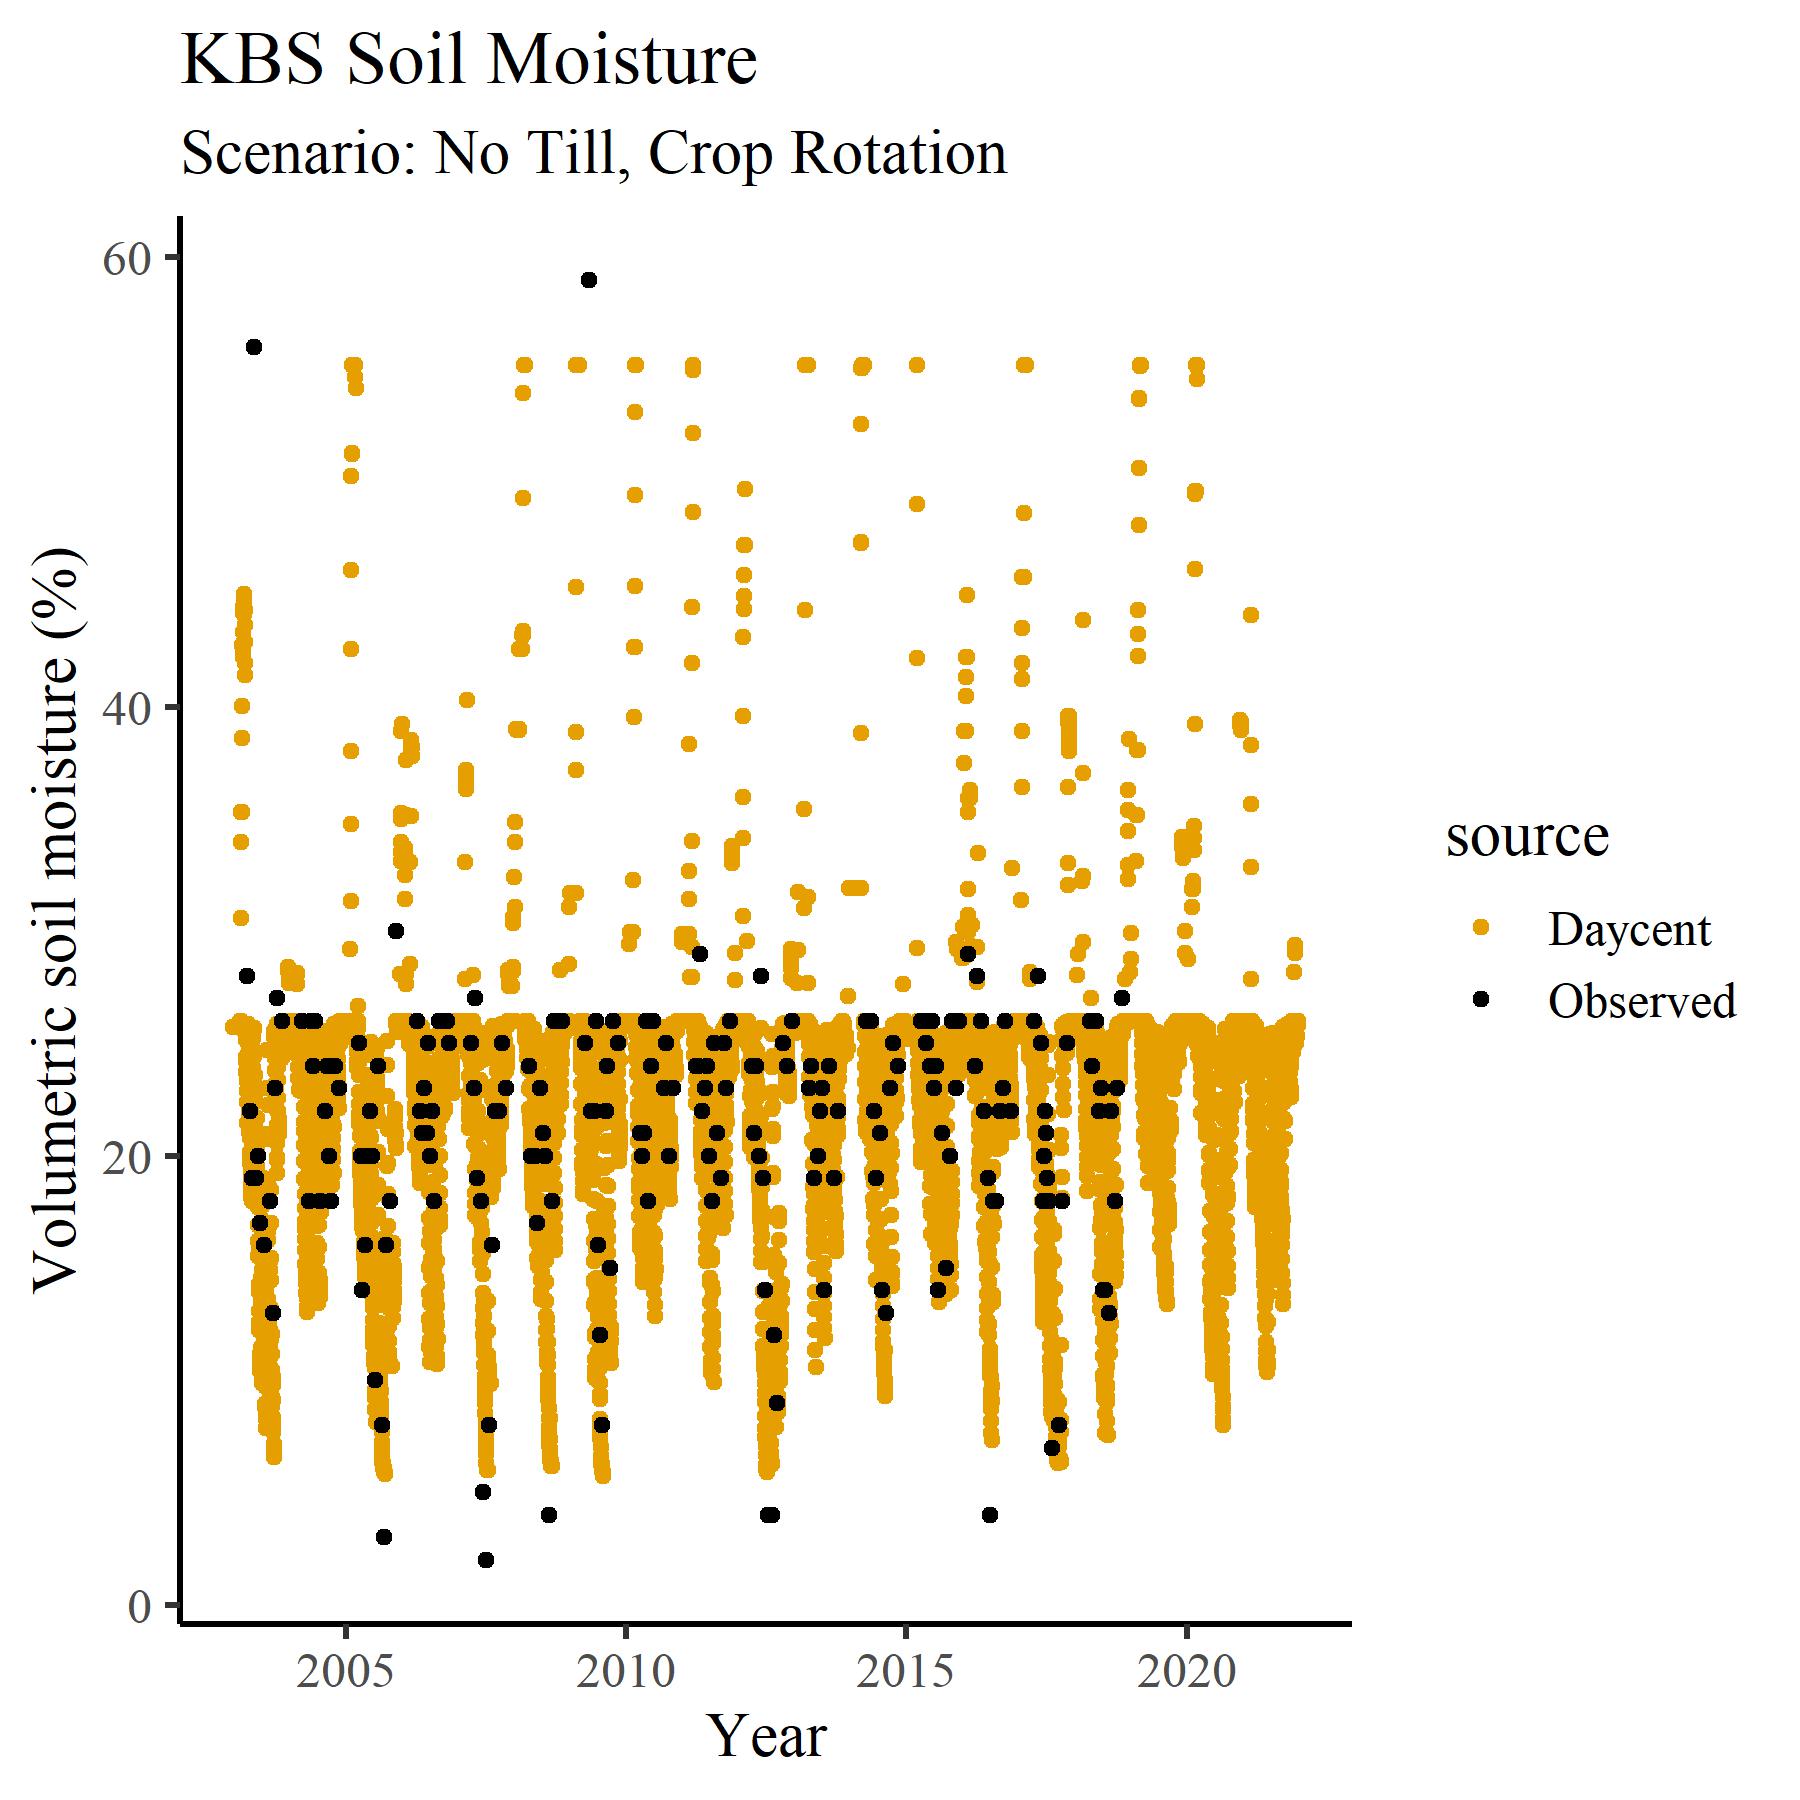 KBS Soil Moisture
Scenario: No Till, Crop Rotation
Volumetric soil moisture (%)
60
40
20
0
2005
2010
2015
2020
Year
source
Daycent
Observed